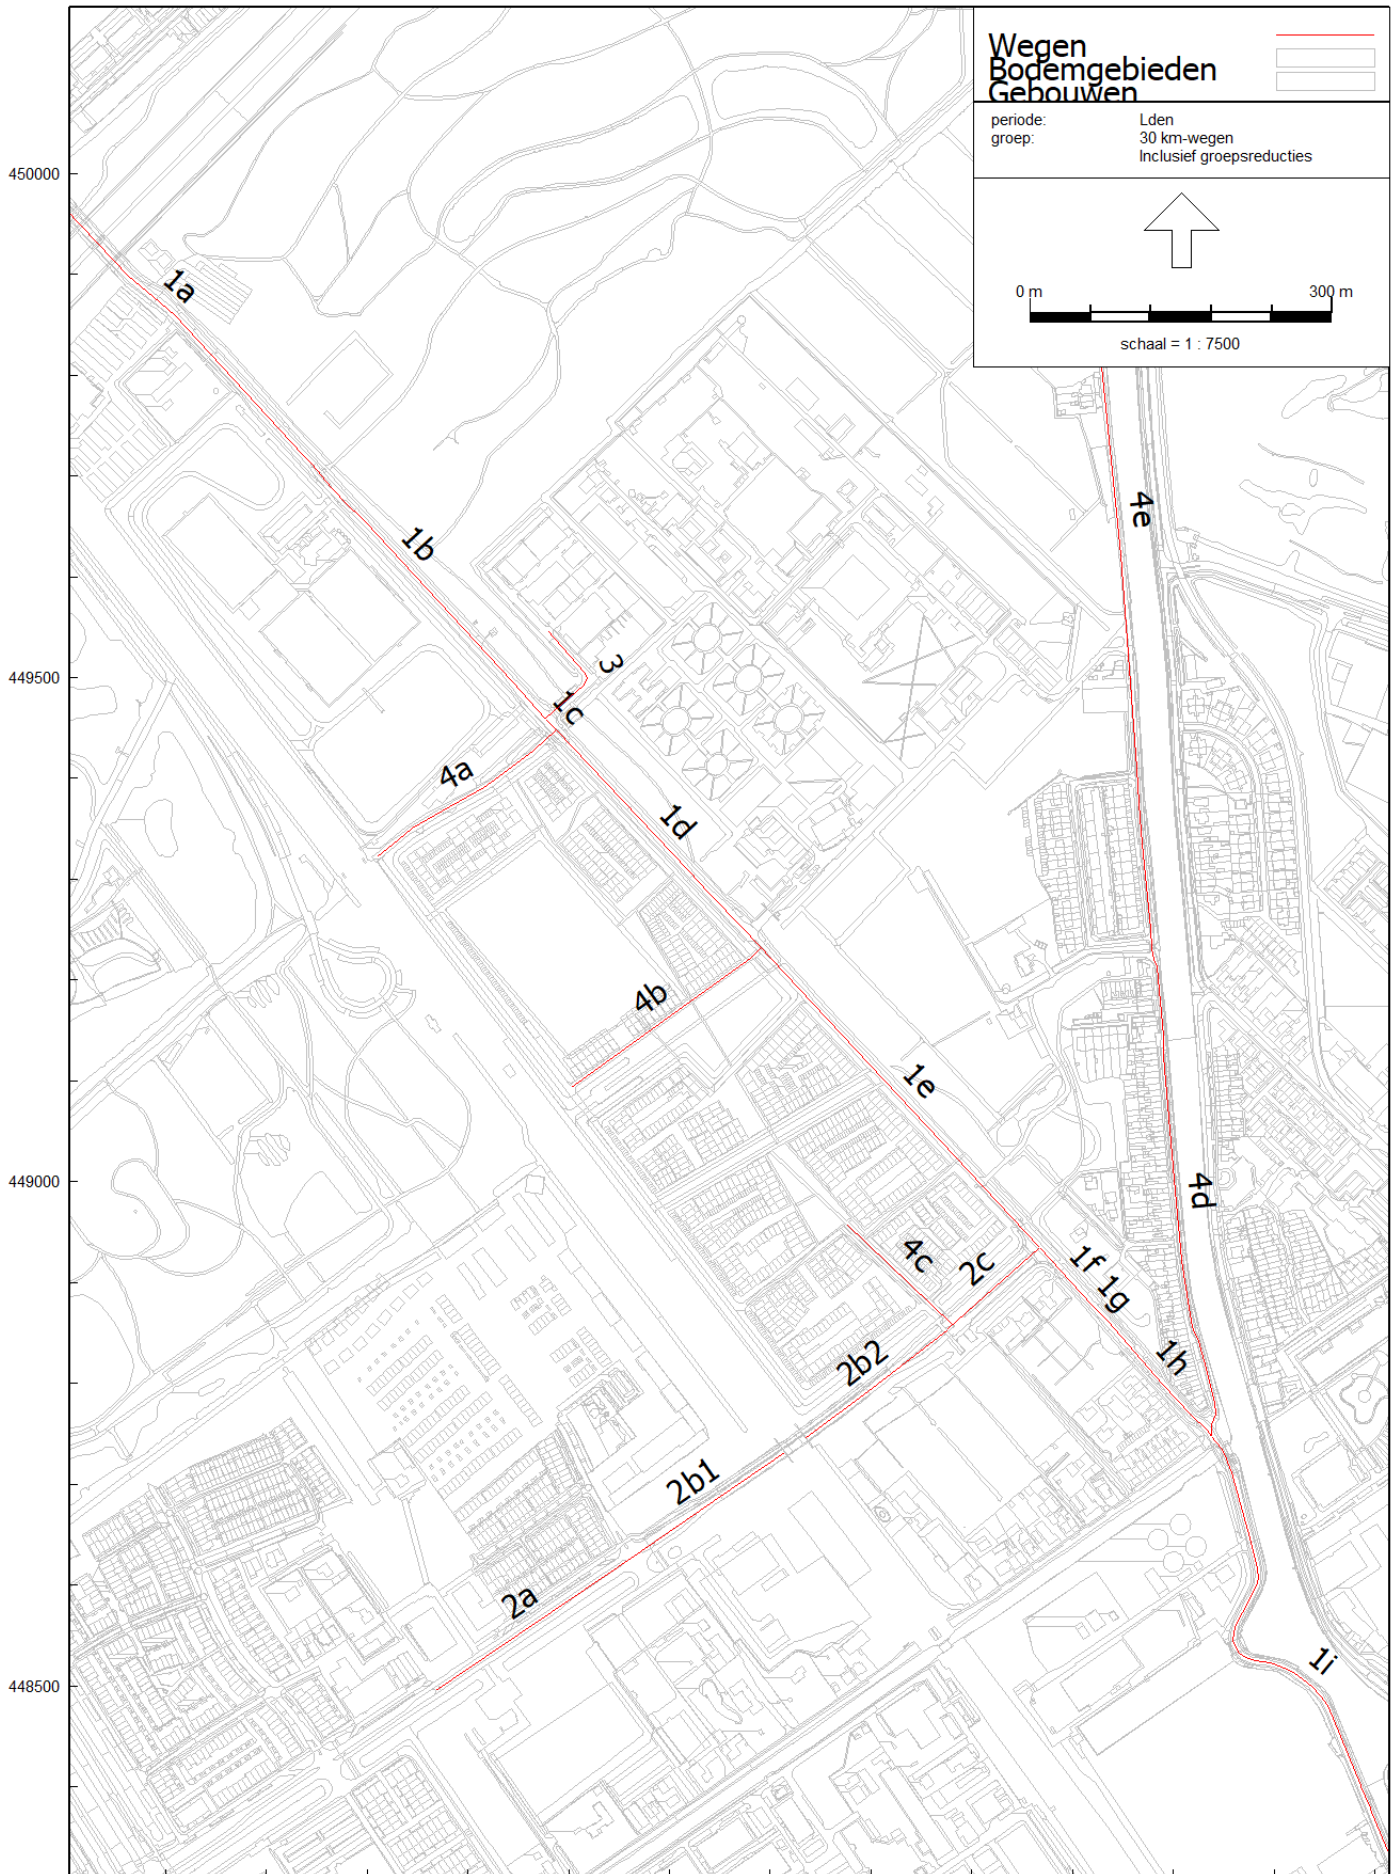 Wegen
Bodemgebieden
Gebouwen
periode: Lden
groep: 30 km-wegen
Inclusief groepsreducties
0 m 300 m
schaal = 1 : 7500
450000
1a
4e
1b
3
449500
1c
4a
1d
4b
1e
449000
4d
4c
2c
1f 1g
2b2
1h
2b1
2a
1i
448500